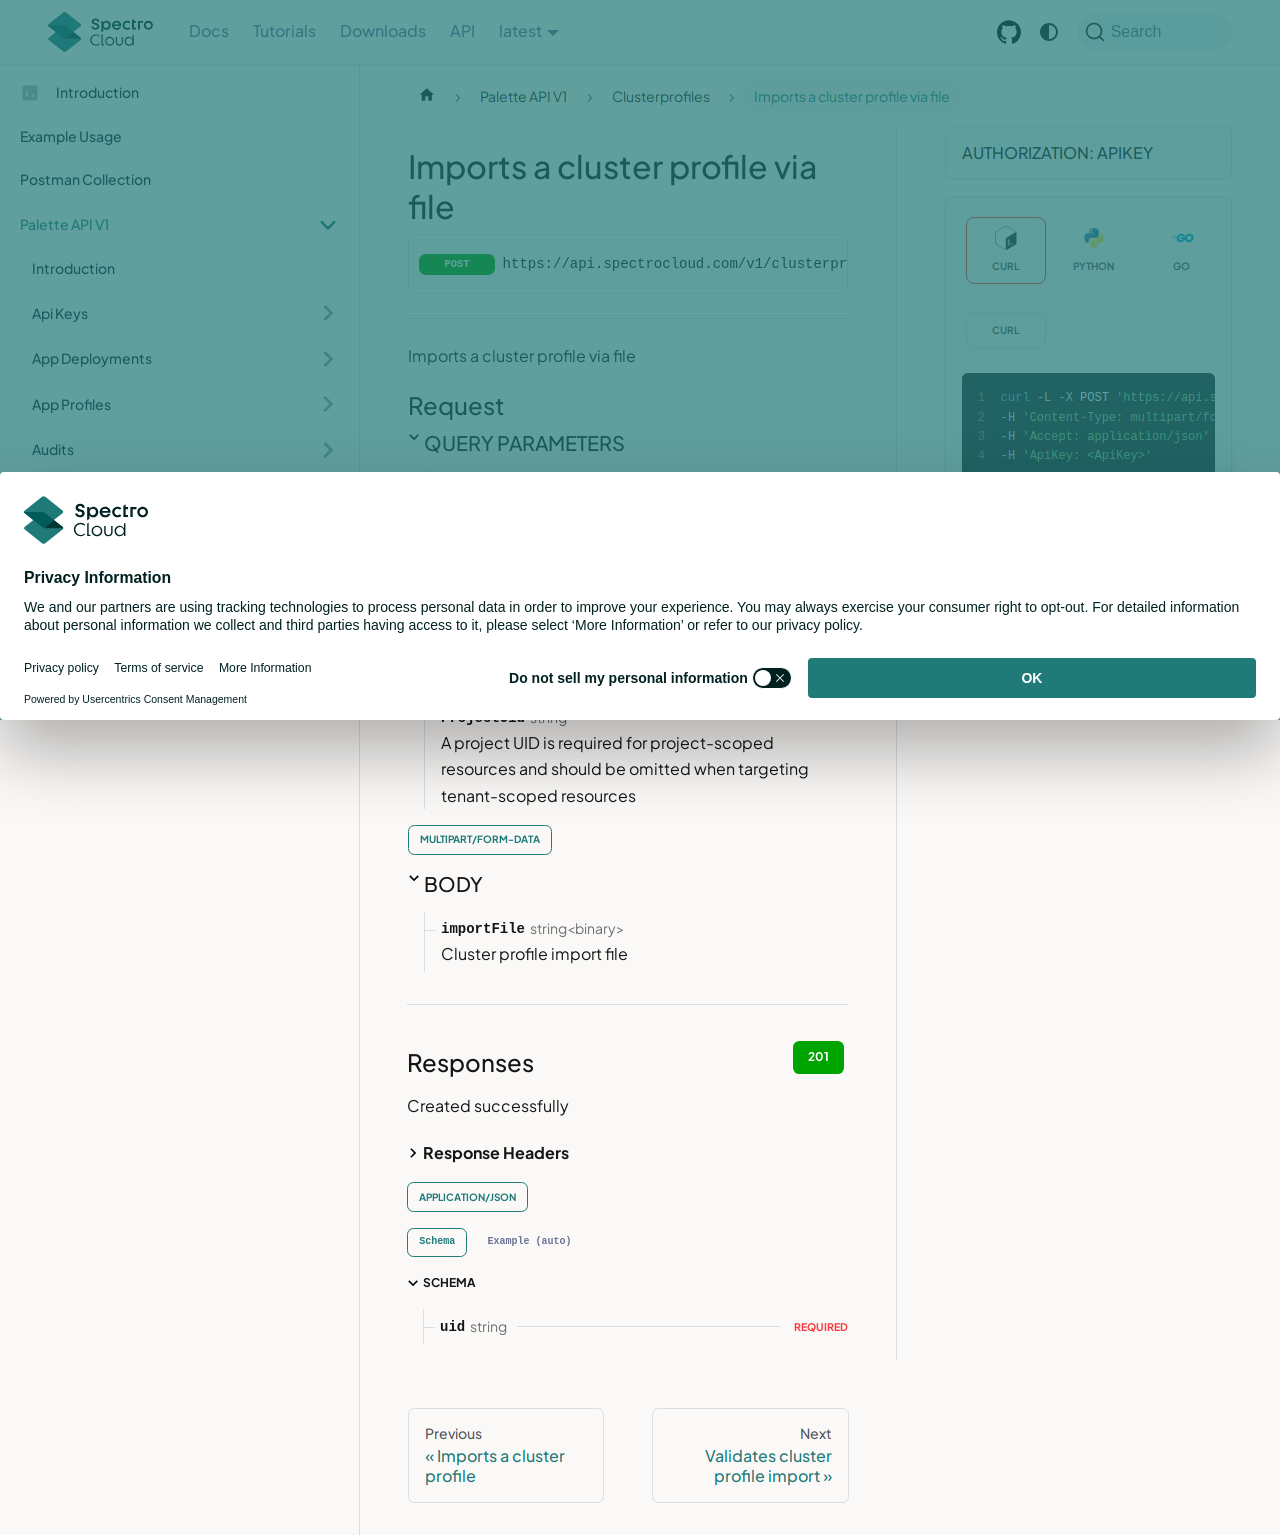 Spectro Cloud
Docs Tutorials Downloads API latest
Search
Introduction
Example Usage
Postman Collection
Palette API V1
Introduction
Api Keys
App Deployments
App Profiles
Audits
Palette API V1 Clusterprofiles Imports a cluster profile via file
Imports a cluster profile via
file
POST https://api.spectrocloud.com/v1/clusterpr
Imports a cluster profile via file
Request
QUERY PARAMETERS
AUTHORIZATION: APIKEY
CURL PYTHON GO
CURL
1 curl -L -X POST 'https://api.s
2 -H 'Content-Type: multipart/fo
3 -H 'Accept: application/json'
4 -H 'ApiKey: <ApiKey>'
Spectro Cloud
Privacy Information
We and our partners are using tracking technologies to process personal data in order to improve your experience. You may always exercise your consumer right to opt-out. For detailed information
about personal information we collect and third parties having access to it, please select ‘More Information’ or refer to our privacy policy.
Privacy policy Terms of service More Information
Do not sell my personal information
OK
Powered by Usercentrics Consent Management
ProjectUid string
A project UID is required for project-scoped
resources and should be omitted when targeting
tenant-scoped resources
MULTIPART/FORM-DATA
BODY
importFile string<binary>
Cluster profile import file
Responses
201
Created successfully
Response Headers
APPLICATION/JSON
Schema Example (auto)
SCHEMA
uid string REQUIRED
Previous
« Imports a cluster
profile
Next
Validates cluster
profile import »